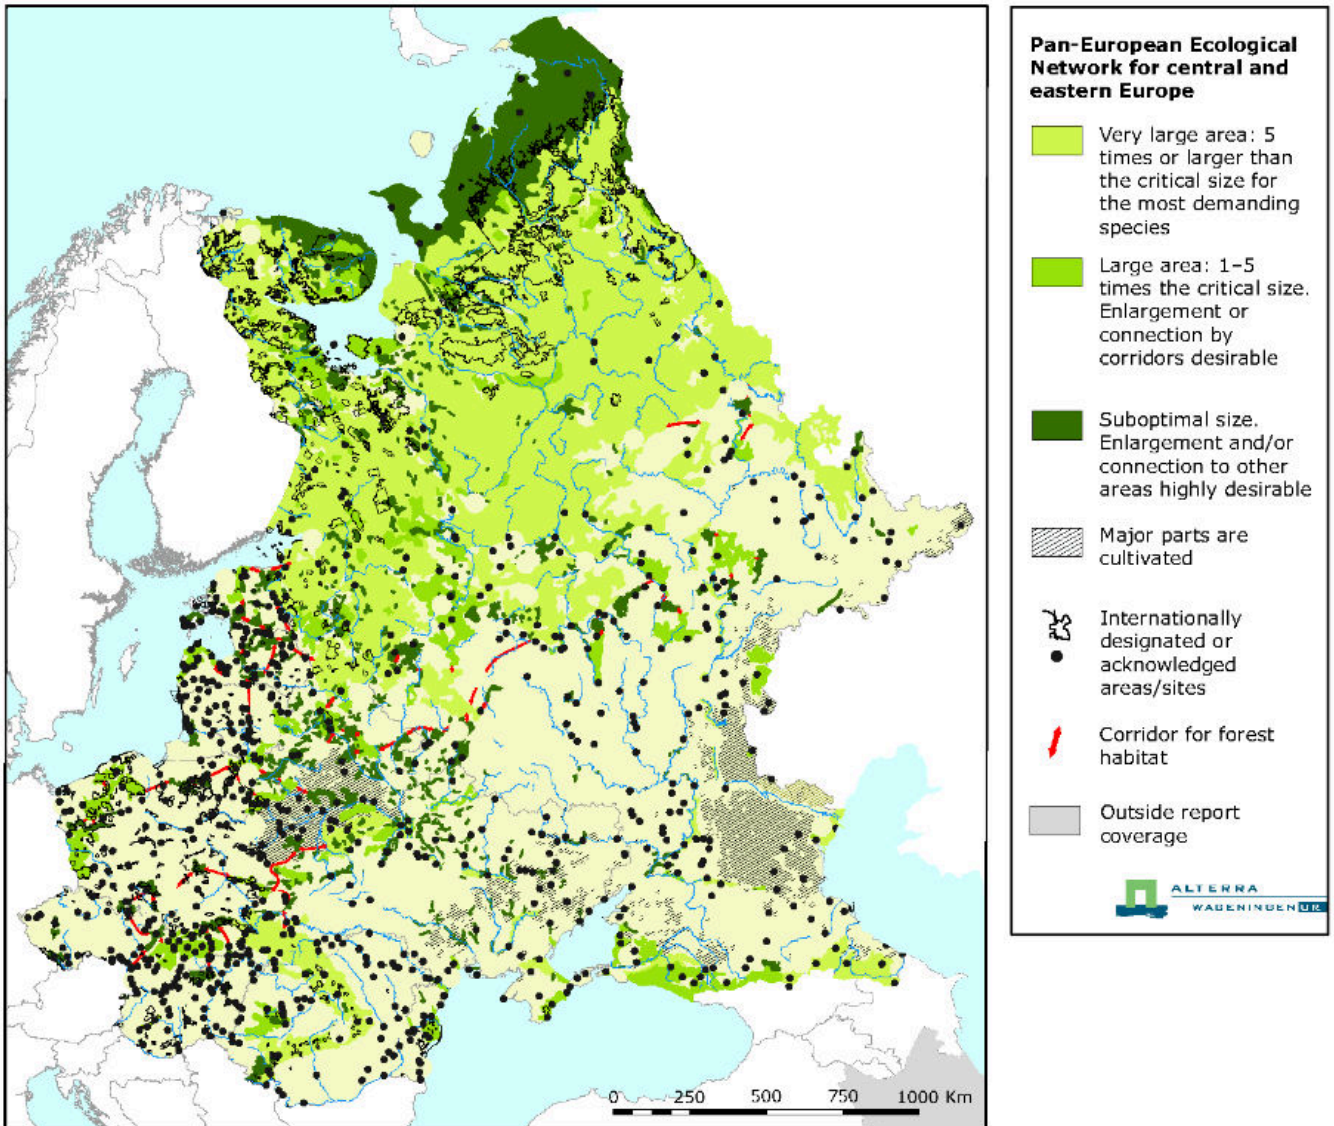 Pan-European Ecological
Network for central and
eastern Europe
Very large area: 5
times or larger than
the critical size for
the most demanding
species
Large area: 1–5
times the critical size.
Enlargement or
connection by
corridors desirable
Suboptimal size.
Enlargement and/or
connection to other
areas highly desirable
Major parts are
cultivated
Internationally
designated or
acknowledged
areas/sites
Corridor for forest
habitat
Outside report
coverage
ALTERRA
WAGENINGEN UR
0 250 500 750 1000 Km